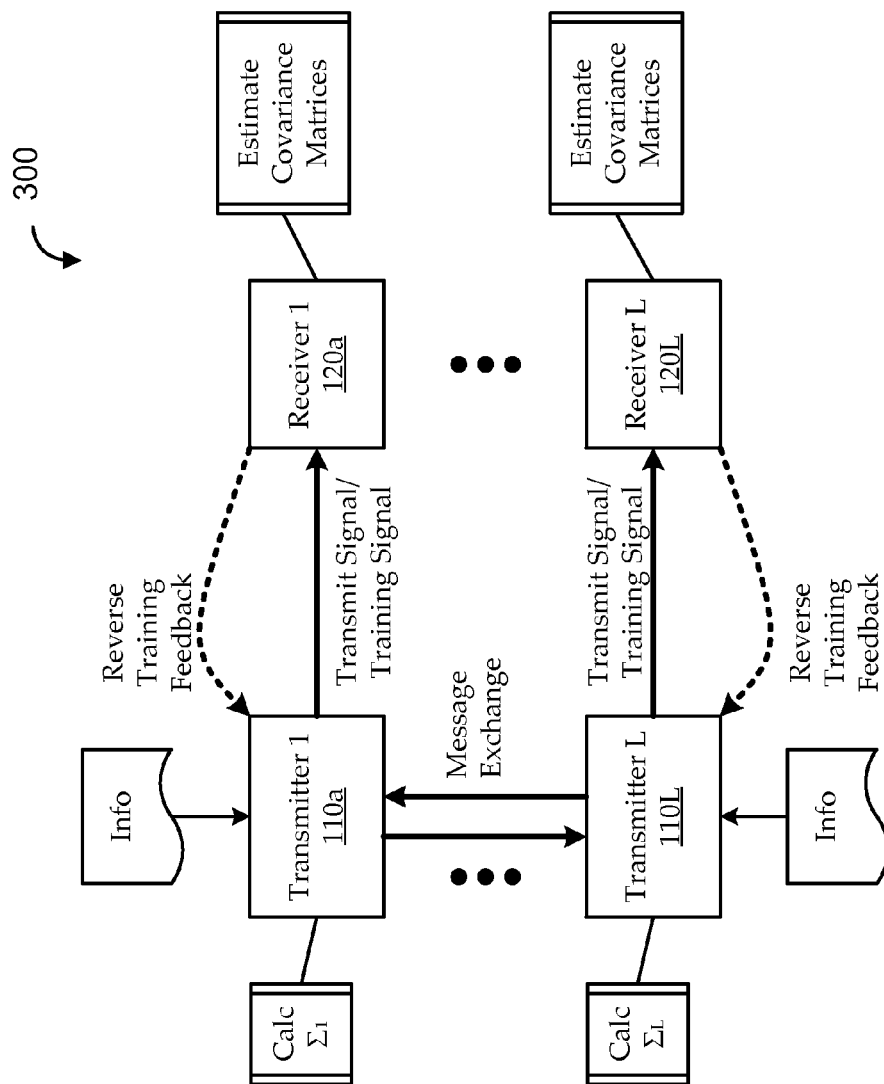 300
Info
Reverse
Training
Feedback
Calc
Σ1
Transmitter 1
110a
Transmit Signal/
Training Signal
Receiver 1
120a
Estimate
Covariance
Matrices
Message
Exchange
Calc
ΣL
Transmitter L
110L
Transmit Signal/
Training Signal
Receiver L
120L
Estimate
Covariance
Matrices
Info
Reverse
Training
Feedback